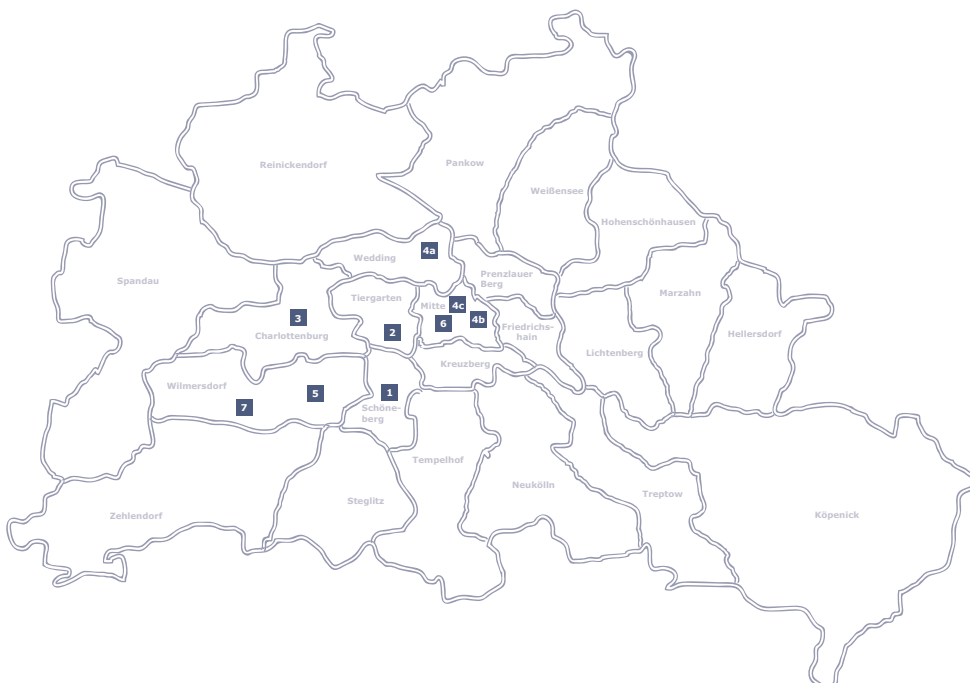 Reinickendorf
Pankow
Weißensee
Hohenschönhausen
4a
Wedding
Spandau
Prenzlauer
Berg
Marzahn
Tiergarten
Mitte
4c
3
6
4b
2
Charlottenburg
Friedrichs-
hain
Hellersdorf
Lichtenberg
Kreuzberg
Wilmersdorf
5
1
7
Schöne-
berg
Tempelhof
Neukölln
Steglitz
Treptow
Zehlendorf
Köpenick